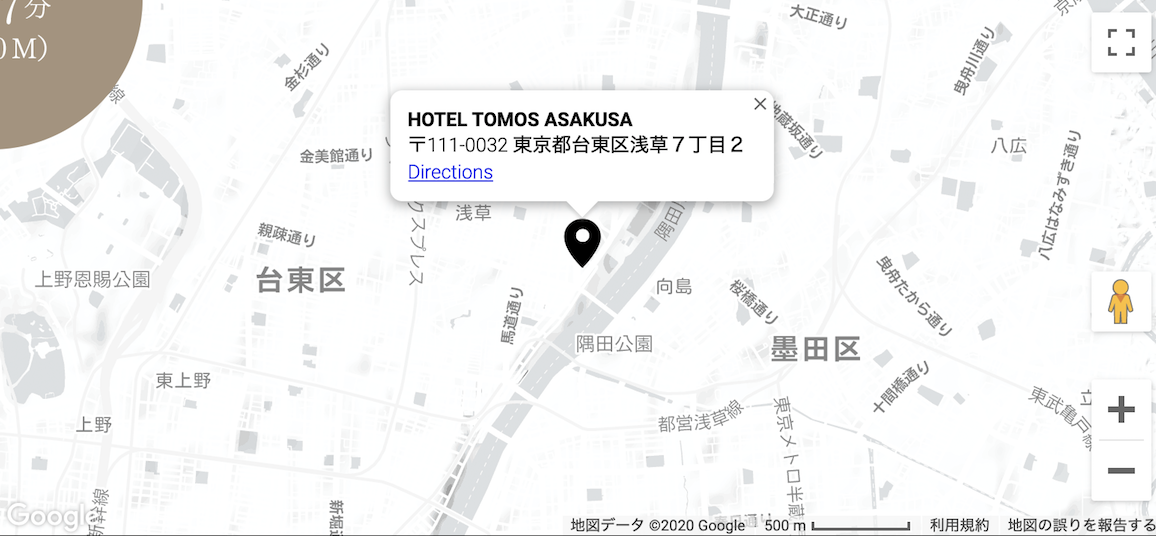 7分
0M)
大正通り
金杉通り
曳舟川通り
HOTEL TOMOS ASAKUSA
〒111-0032 東京都台東区浅草７丁目２
Directions
地蔵坂通り
金美館通り
八広
八広はなみずき通り
クスプレス
浅草
隅田川
親疎通り
上野恩賜公園
台東区
向島
桜橋通り
曳舟たから通り
馬道通り
隅田公園
墨田区
東上野
十間橋通り
上野
都営浅草線
東京メトロ半蔵
東武亀戸線
新幹線
新堀通
Google
地図データ ©2020 Google
500 m
利用規約
地図の誤りを報告する